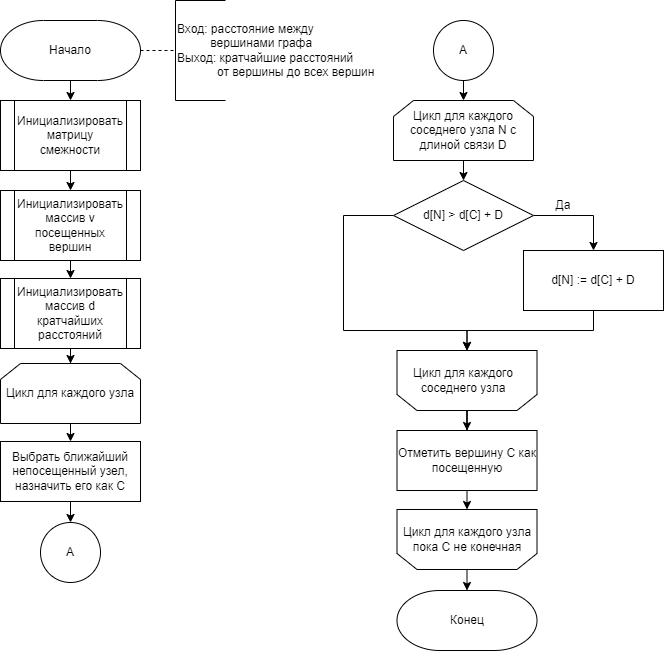 Начало
Вход: расстояние между
вершинами графа
Выход: кратчайшие расстояний
от вершины до всех вершин
Инициализировать
матрицу
смежности
Инициализировать
массив v
посещенных
вершин
Инициализировать
массив d
кратчайших
расстояний
Цикл для каждого узла
Выбрать ближайший
непосещенный узел,
назначить его как С
А
А
Цикл для каждого
соседнего узла N с
длиной связи D
d[N] > d[C] + D
Да
d[N] := d[C] + D
Цикл для каждого
соседнего узла
Отметить вершину С как
посещенную
Цикл для каждого узла
пока С не конечная
Конец